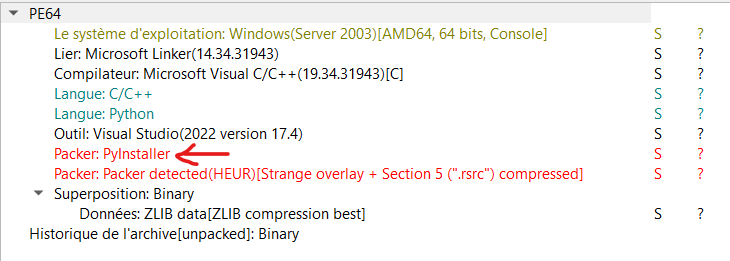 PE64
Le système d'exploitation: Windows(Server 2003)[AMD64, 64 bits, Console] S ?
Lier: Microsoft Linker(14.34.31943) S ?
Compilateur: Microsoft Visual C/C++(19.34.31943)[C] S ?
Langue: C/C++ S ?
Langue: Python S ?
Outil: Visual Studio(2022 version 17.4) S ?
Packer: PyInstaller S ?
Packer: Packer detected(HEUR)[Strange overlay + Section 5 (".rsrc") compressed] S ?
Superposition: Binary
Données: ZLIB data[ZLIB compression best] S ?
Historique de l'archive[unpacked]: Binary